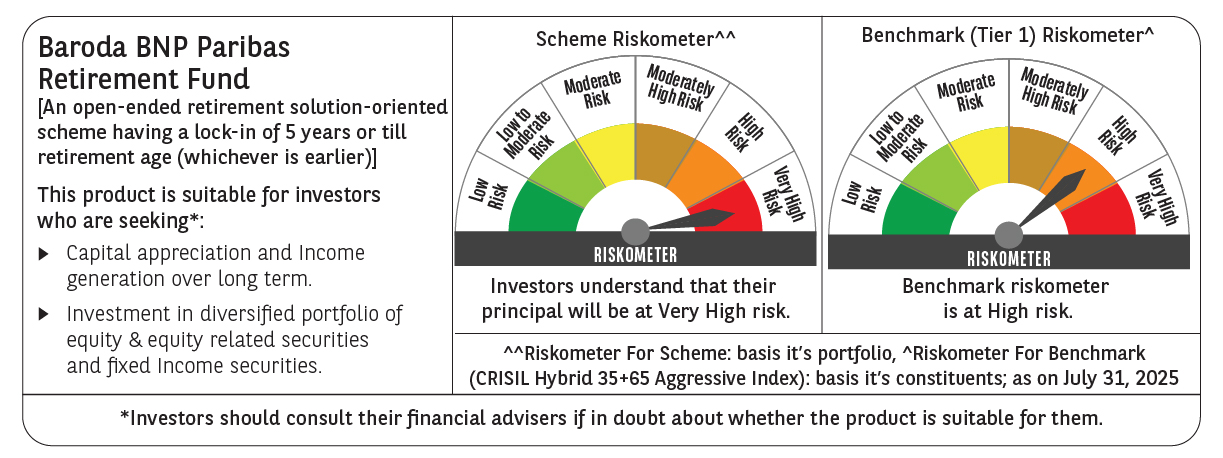 Baroda BNP Paribas
Retirement Fund
[An open-ended retirement solution-oriented
scheme having a lock-in of 5 years or till
retirement age (whichever is earlier)]
This product is suitable for investors
who are seeking*:
Capital appreciation and Income
generation over long term.
Investment in diversified portfolio of
equity & equity related securities
and fixed Income securities.
Scheme Riskometer^^
Low
Risk
Low to
Moderate
Risk
Moderate
Risk
Moderately
High Risk
High
Risk
Very High
Risk
RISKOMETER
Investors understand that their
principal will be at Very High risk.
Benchmark (Tier 1) Riskometer^
Low
Risk
Low to
Moderate
Risk
Moderate
Risk
Moderately
High Risk
High
Risk
Very High
Risk
RISKOMETER
Benchmark riskometer
is at High risk.
^^Riskometer For Scheme: basis it's portfolio, ^Riskometer For Benchmark
(CRISIL Hybrid 35+65 Aggressive Index): basis it's constituents; as on July 31, 2025
*Investors should consult their financial advisers if in doubt about whether the product is suitable for them.